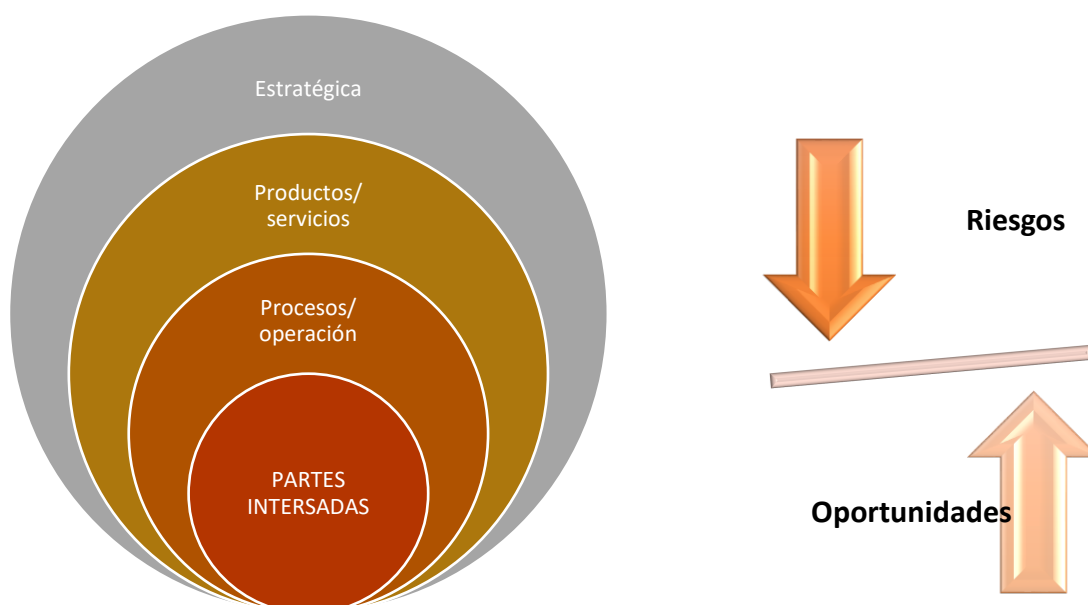 Estratégica
Productos/
servicios
Procesos/
operación
PARTES
INTERSADAS
Riesgos
Oportunidades